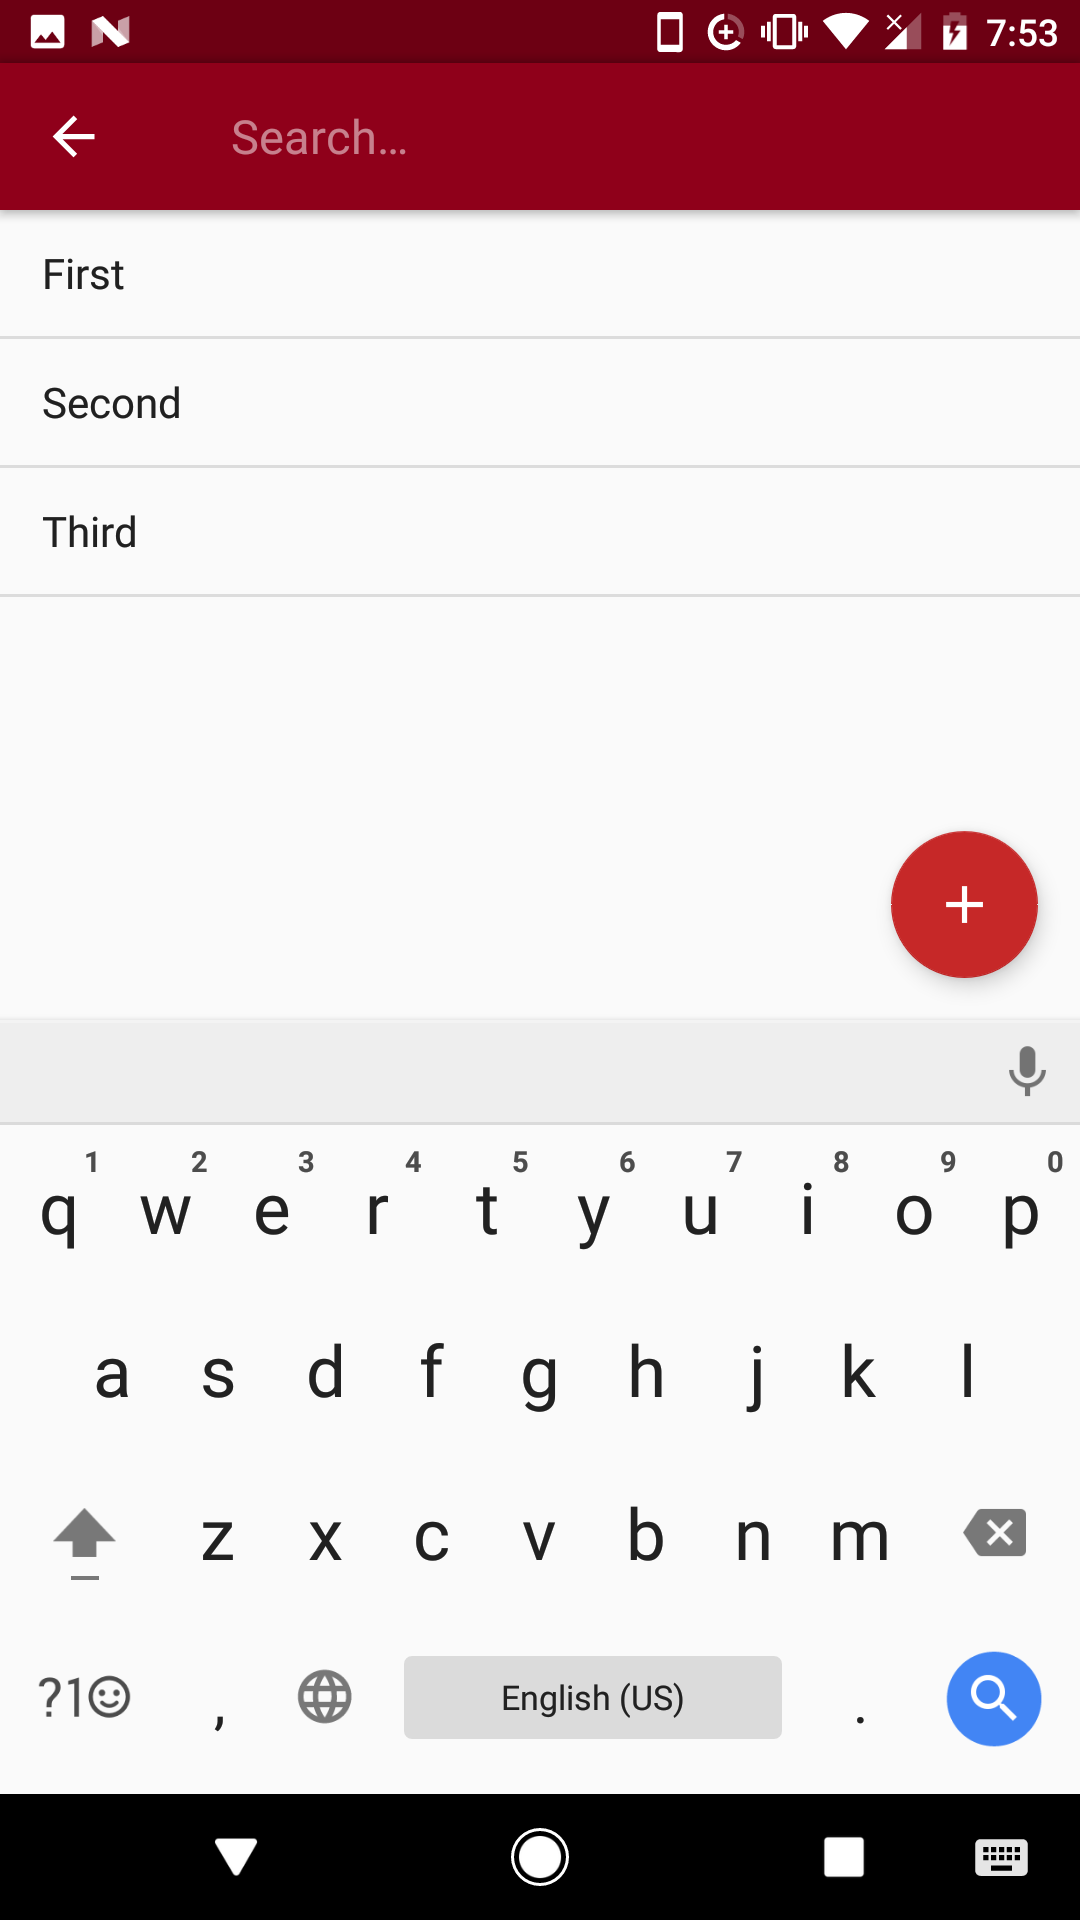 7:53
Search...
First
Second
Third
1 2 3 4 5 6 7 8 9 0
q w e r t y u i o p
a s d f g h j k l
z x c v b n m
?1☺ , English (US) .